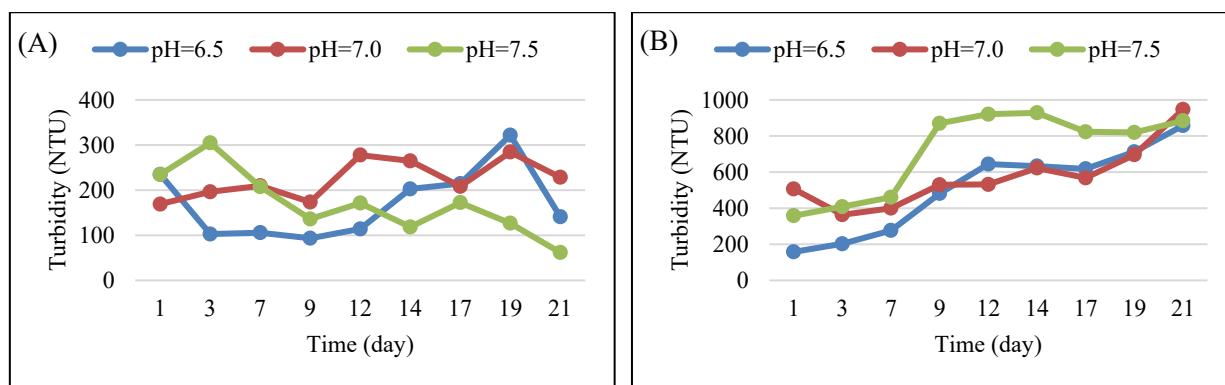 (A)
pH=6.5 pH=7.0 pH=7.5
Turbidity (NTU)
400
300
200
100
0
1 3 7 9 12 14 17 19 21
Time (day)
(B)
pH=6.5 pH=7.0 pH=7.5
Turbidity (NTU)
1000
800
600
400
200
0
1 3 7 9 12 14 17 19 21
Time (day)